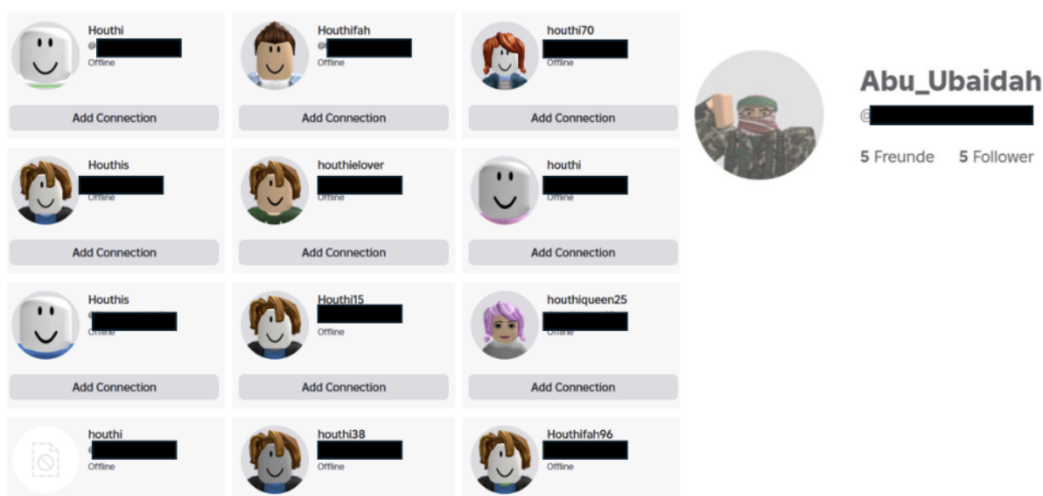 Houthi
@
Offline
Add Connection
Houthifah
@
Offline
Add Connection
houthi70
Offline
Add Connection
Houthis
Offline
Add Connection
houthielover
Offline
Add Connection
houthi
Offline
Add Connection
Houthis
Offline
Add Connection
Houthi15
Offline
Add Connection
houthiqueen25
Offline
Add Connection
houthi
Offline
houthi38
Offline
Houthifah96
Offline
Abu_Ubaidah
@
5 Freunde 5 Follower